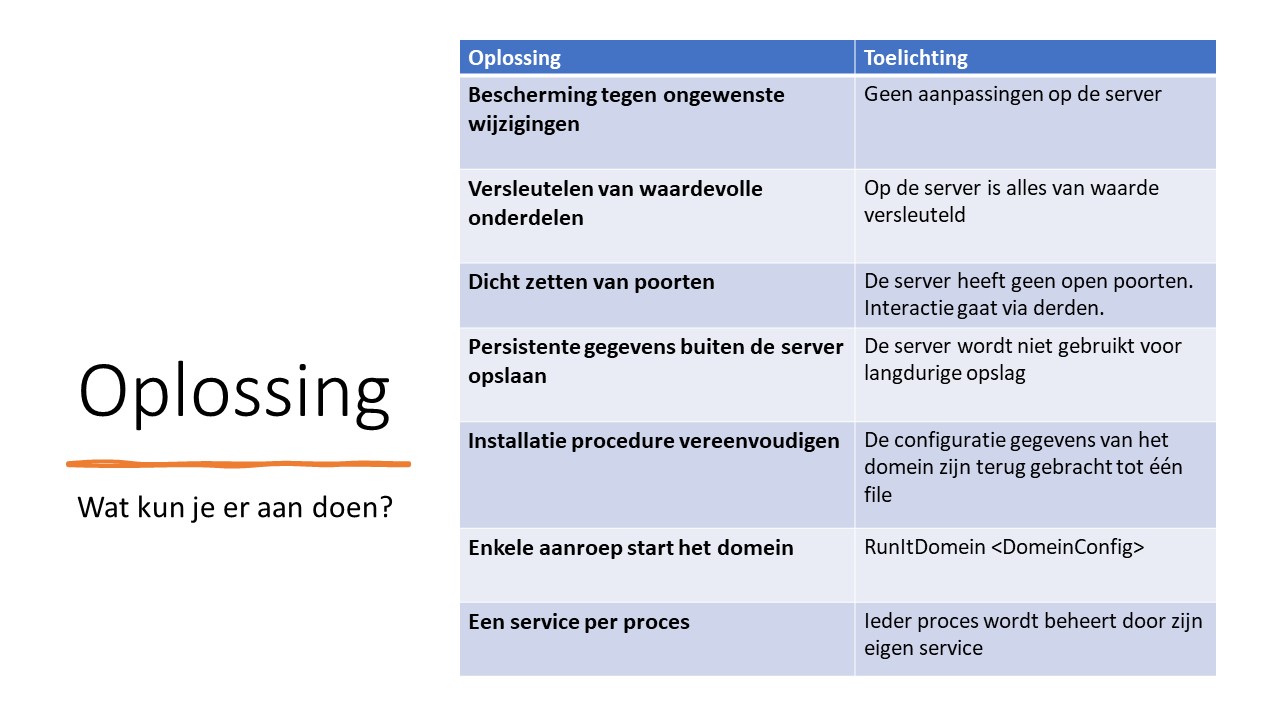 Oplossing
Wat kun je er aan doen?
Oplossing
Toelichting
Bescherming tegen ongewenste
wijzigingen
Geen aanpassingen op de server
Versleutelen van waardevolle
onderdelen
Op de server is alles van waarde
versleuteld
Dicht zetten van poorten
De server heeft geen open poorten.
Interactie gaat via derden.
Persistente gegevens buiten de server
opslaan
De server wordt niet gebruikt voor
langdurige opslag
Installatie procedure vereenvoudigen
De configuratie gegevens van het
domein zijn terug gebracht tot één
file
Enkele aanroep start het domein
RunItDomein <DomeinConfig>
Een service per proces
Ieder proces wordt beheert door zijn
eigen service